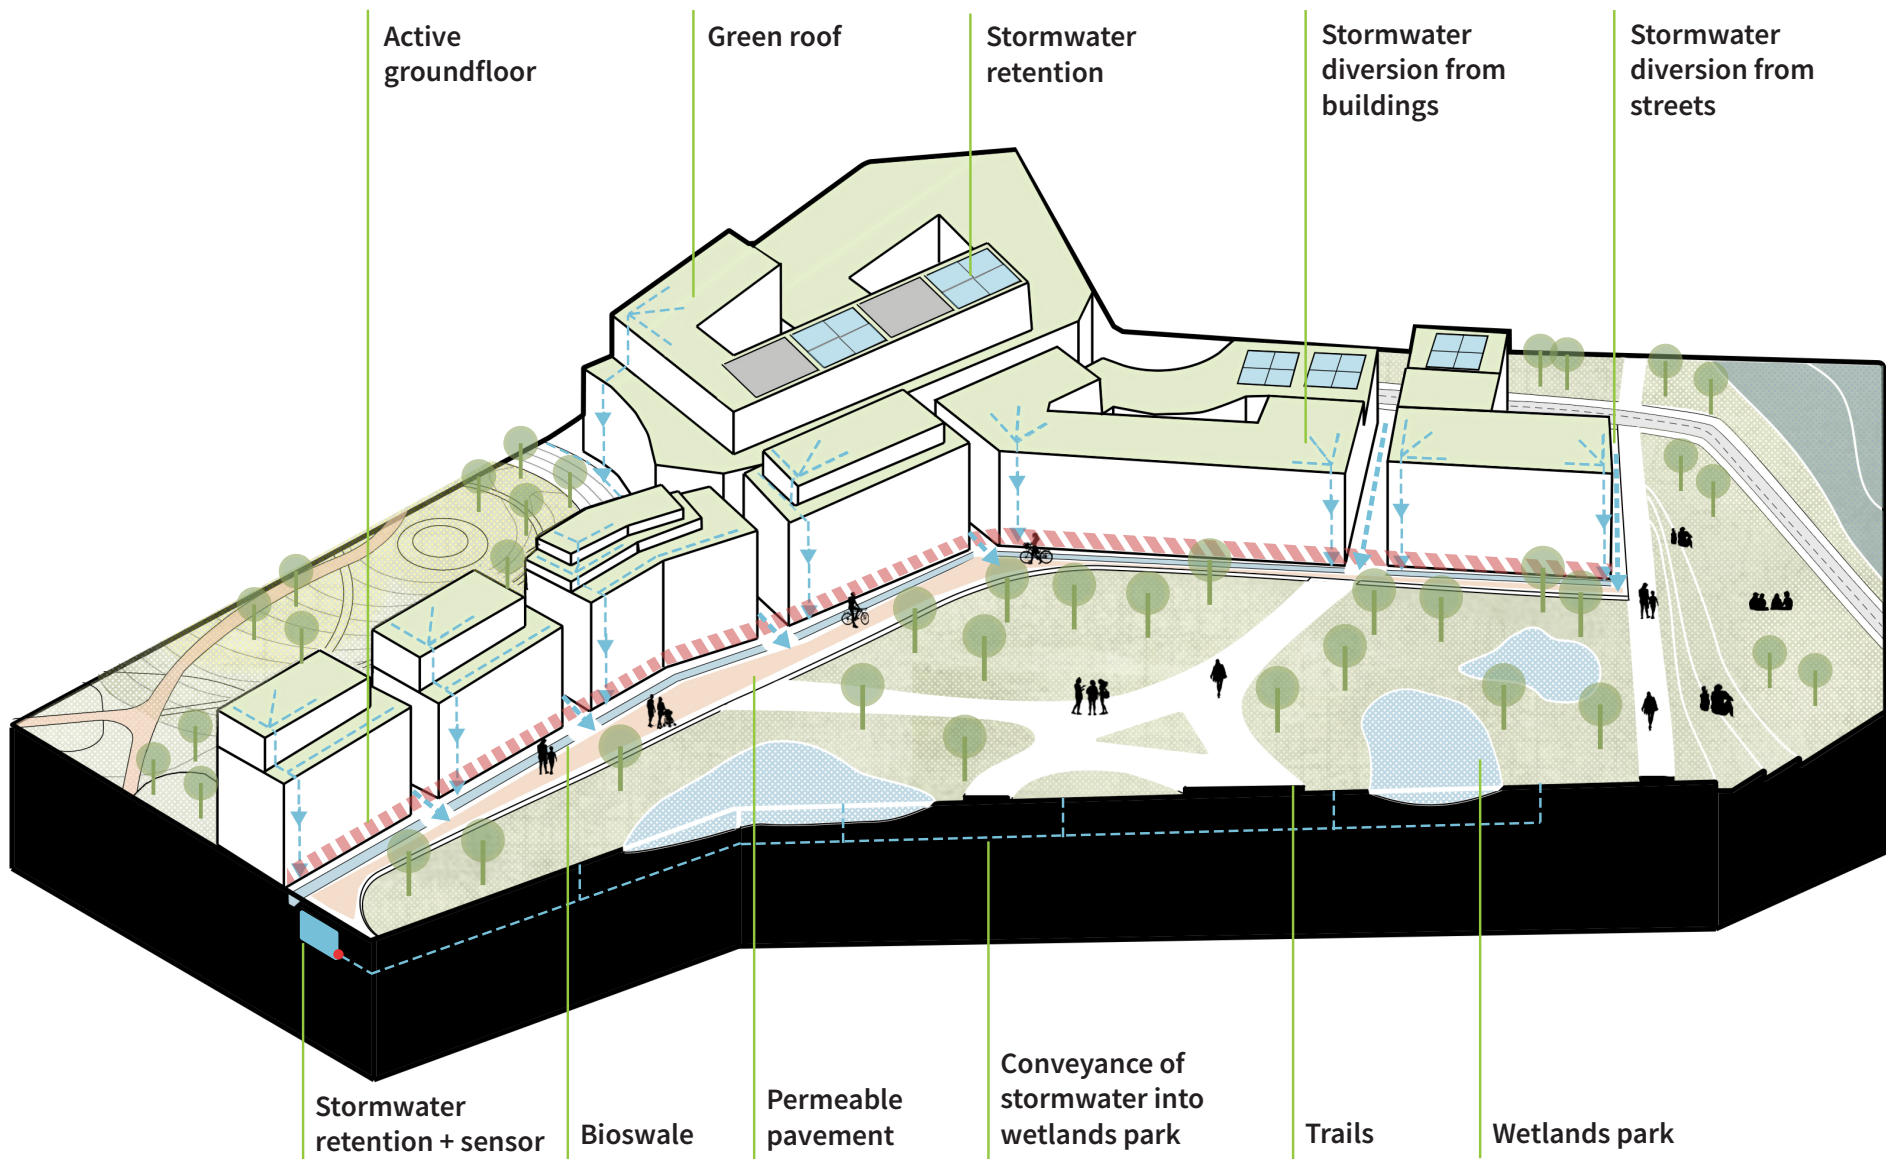 Active
groundfloor
Green roof
Stormwater
retention
Stormwater
diversion from
buildings
Stormwater
diversion from
streets
Stormwater
retention + sensor
Bioswale
Permeable
pavement
Conveyance of
stormwater into
wetlands park
Trails
Wetlands park